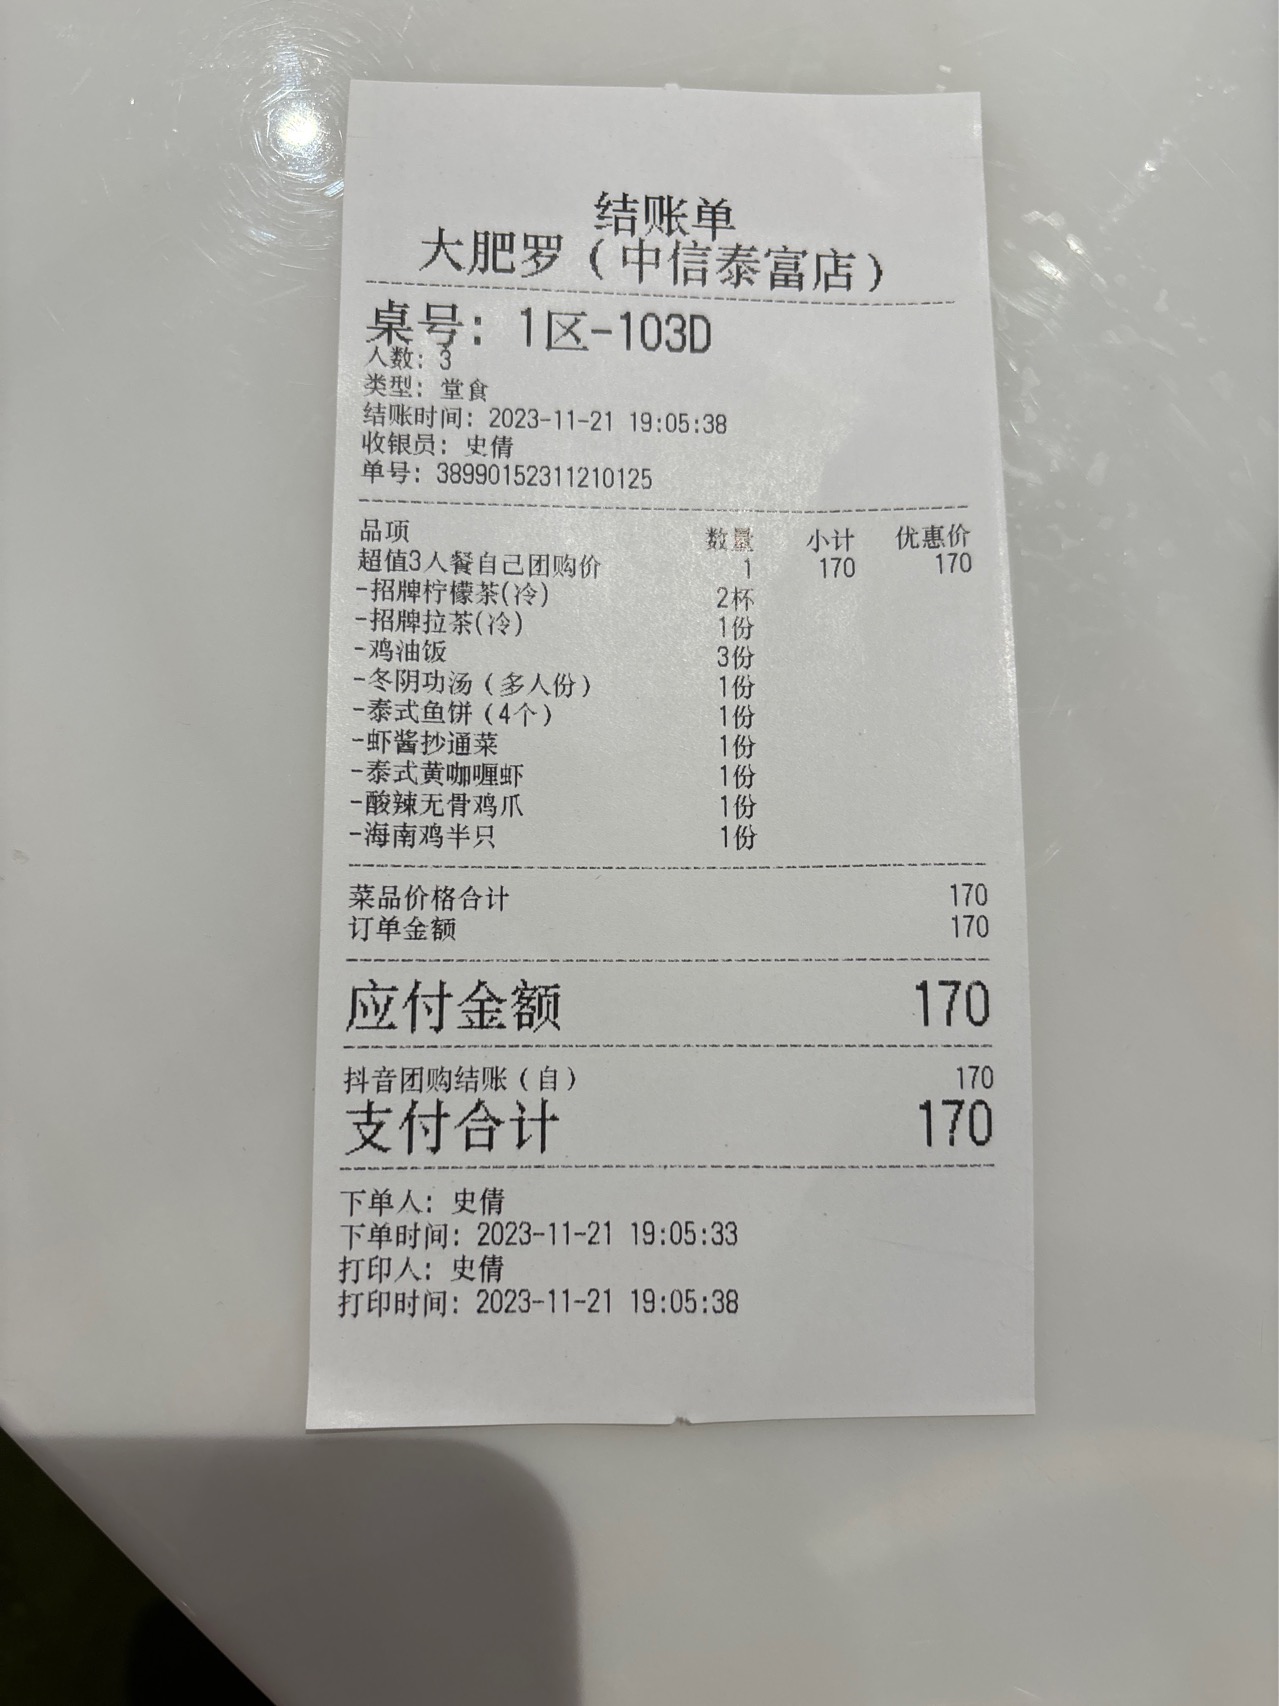 结账单
大肥罗（中信泰富店）
桌号：1区-103D
人数：3
类型：堂食
结账时间：2023-11-21 19:05:38
收银员：史倩
单号：38990152311210125
品项 数量 小计 优惠价
超值3人餐自己团购价 1 170 170
-招牌柠檬茶(冷) 2杯
-招牌拉茶(冷) 1份
-鸡油饭 3份
-冬阴功汤（多人份） 1份
-泰式鱼饼（4个） 1份
-虾酱抄通菜 1份
-泰式黄咖喱虾 1份
-酸辣无骨鸡爪 1份
-海南鸡半只 1份
菜品价格合计 170
订单金额 170
应付金额 170
抖音团购结账（自） 170
支付合计 170
下单人：史倩
下单时间：2023-11-21 19:05:33
打印人：史倩
打印时间：2023-11-21 19:05:38